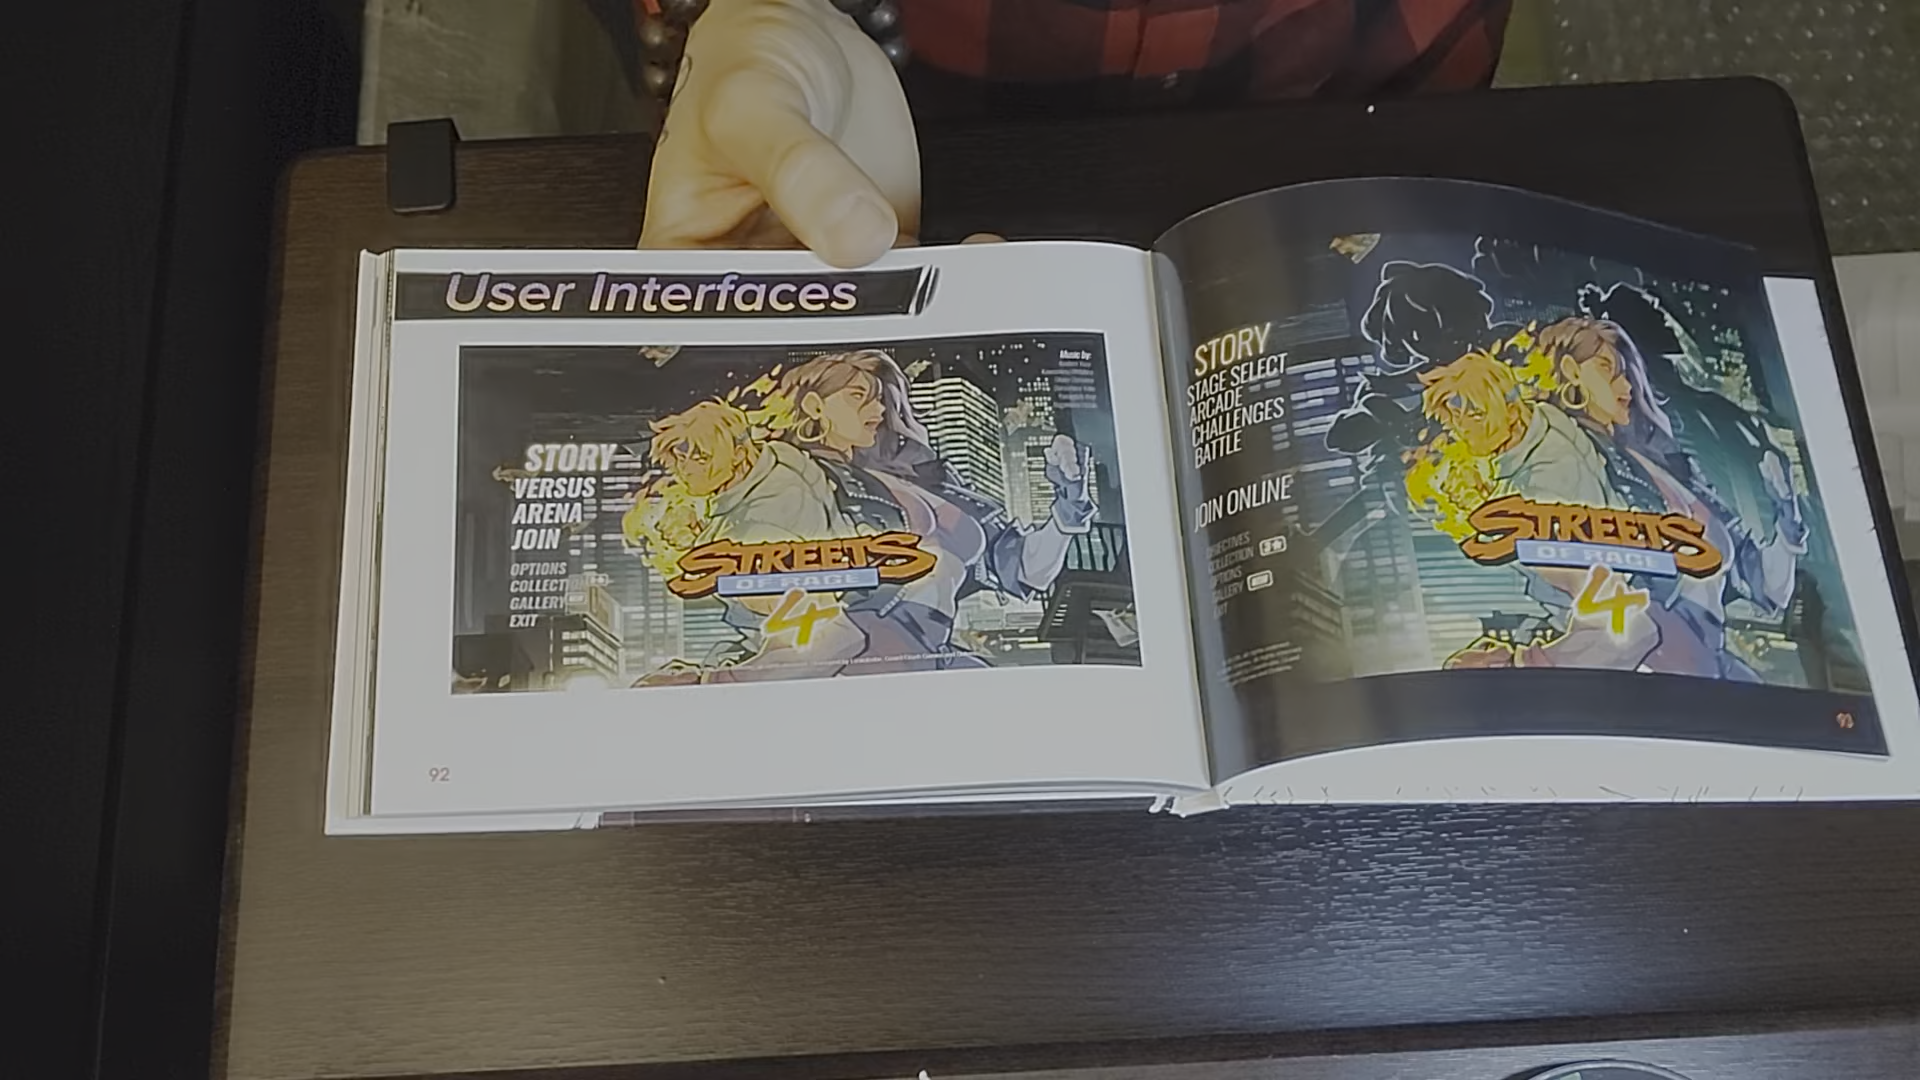 User Interfaces
Music by:
STORY
VERSUS
ARENA
JOIN
OPTIONS
GALLERY
EXIT
STREETS
OF RAGE
4
92
STORY
STAGE SELECT
ARCADE
CHALLENGES
BATTLE
JOIN ONLINE
STREETS
OF RAGE
4
93